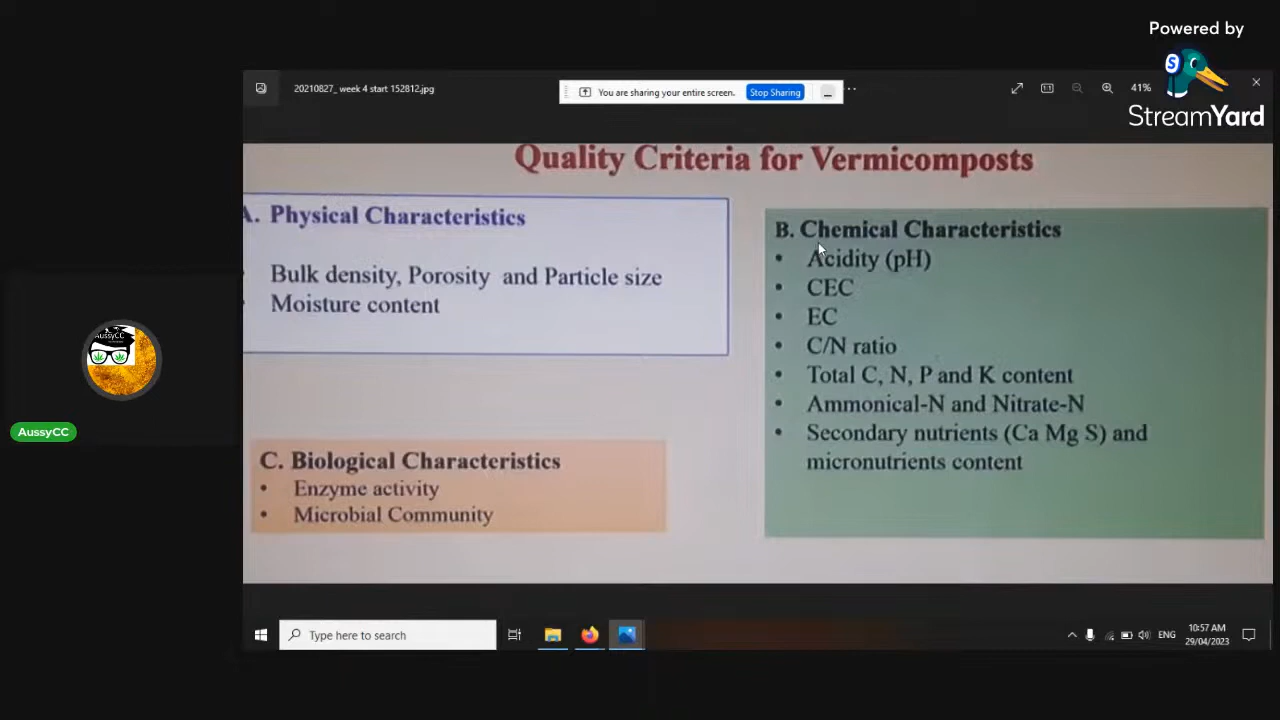 Powered by
StreamYard
20210827_ week 4 start 152812.jpg
You are sharing your entire screen.
Stop Sharing
41%
Quality Criteria for Vermicomposts
A. Physical Characteristics
Bulk density, Porosity and Particle size
Moisture content
B. Chemical Characteristics
• Acidity (pH)
• CEC
• EC
• C/N ratio
• Total C, N, P and K content
• Ammonical-N and Nitrate-N
• Secondary nutrients (Ca Mg S) and
micronutrients content
C. Biological Characteristics
• Enzyme activity
• Microbial Community
AussyCC
AussyCC
Type here to search
ENG
10:57 AM
29/04/2023